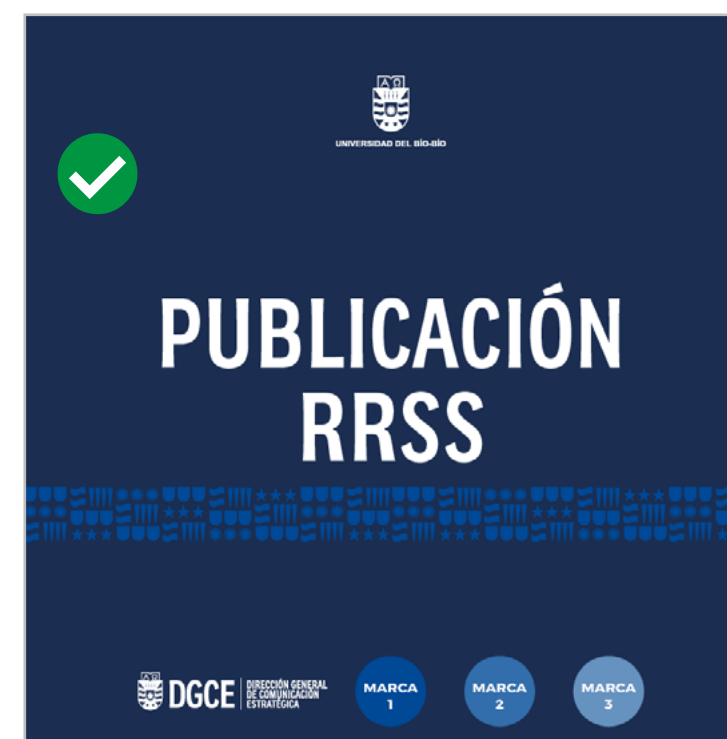 UNIVERSIDAD DEL BÍO-BÍO
PUBLICACIÓN
RRSS
DGCE
DIRECCIÓN GENERAL
DE COMUNICACIÓN
ESTRATÉGICA
MARCA
1
MARCA
2
MARCA
3